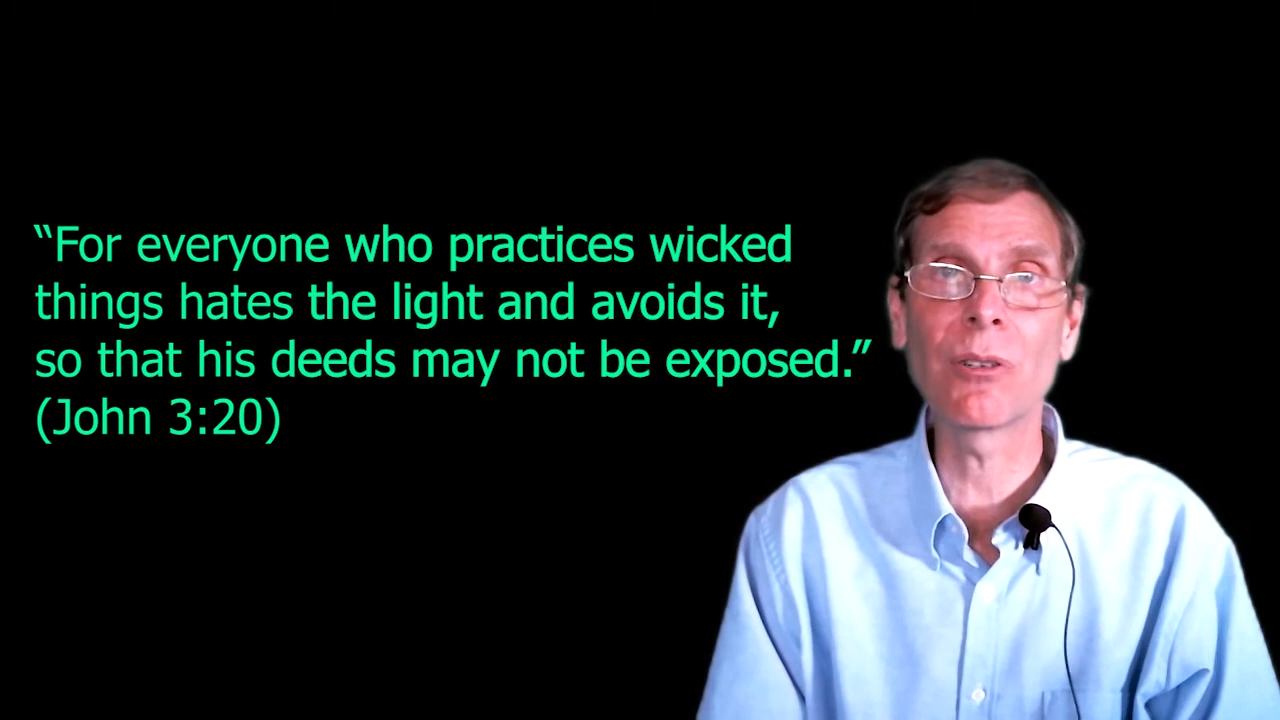 “For everyone who practices wicked
things hates the light and avoids it,
so that his deeds may not be exposed.”
(John 3:20)